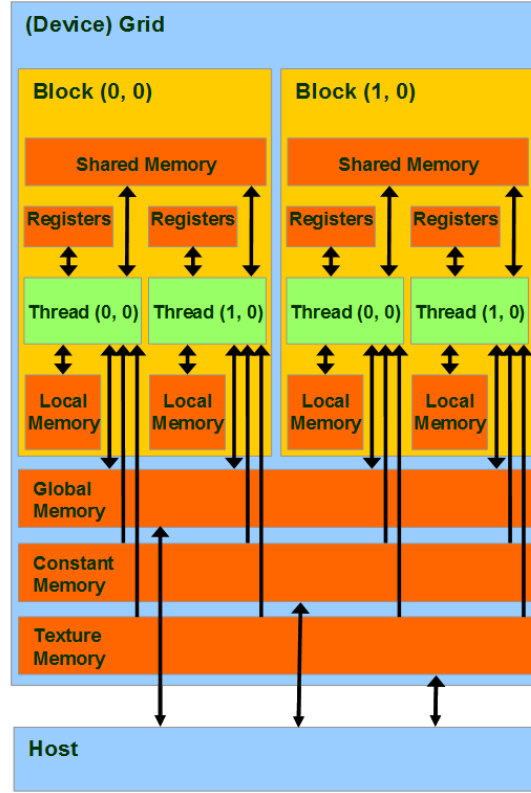 (Device) Grid
Block (0, 0)
Block (1, 0)
Shared Memory
Shared Memory
Registers
Registers
Registers
Registers
Thread (0, 0)
Thread (1, 0)
Thread (0, 0)
Thread (1, 0)
Local
Memory
Local
Memory
Local
Memory
Local
Memory
Global
Memory
Constant
Memory
Texture
Memory
Host